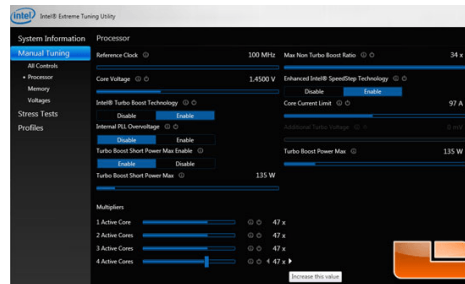 intel Intel® Extreme Tuning Utility
System Information
Manual Tuning
All Controls
• Processor
Memory
Voltages
Stress Tests
Profiles
Processor
Reference Clock 100 MHz
Core Voltage 1,4500 V
Intel® Turbo Boost Technology
Disable Enable
Internal PLL Overvoltage
Disable Enable
Turbo Boost Short Power Max Enable
Enable Disable
Turbo Boost Short Power Max 135 W
Max Non Turbo Boost Ratio 34 x
Enhanced Intel® SpeedStep Technology
Disable Enable
Core Current Limit 97 A
Additional Turbo Voltage 0 mV
Turbo Boost Power Max 135 W
Multipliers
1 Active Core 47 x
2 Active Cores 47 x
3 Active Cores 47 x
4 Active Cores 47 x
Increase this value